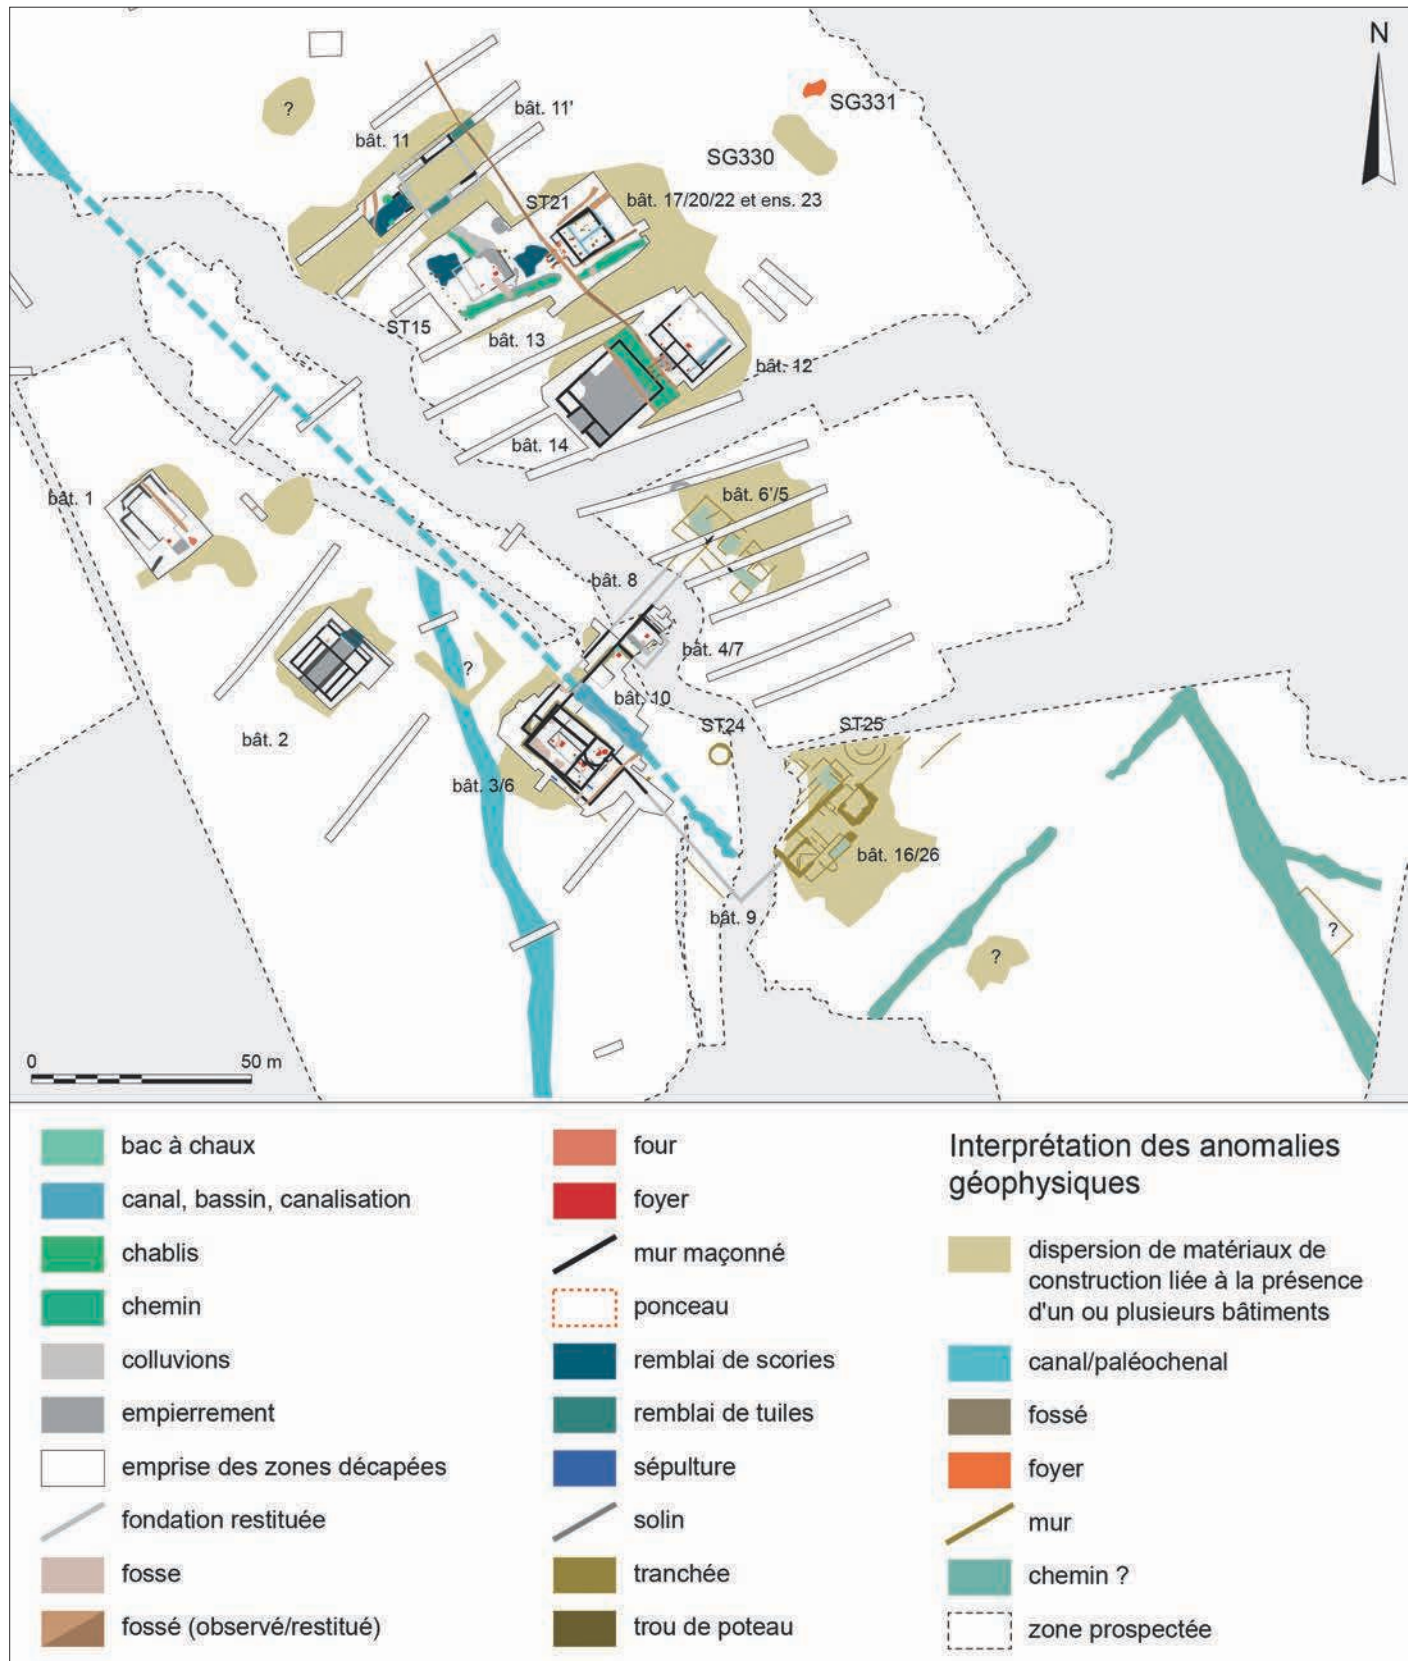 N
?
bât. 11'
SG331
bât. 11
SG330
ST21
bât. 17/20/22 et ens. 23
ST15
bât. 13
bât. 12
bât. 14
bât. 1
bât. 6'/5
bât. 8
bât. 4/7
?
bât. 10
bât. 2
ST24
ST25
bât. 3/6
bât. 16/26
bât. 9
?
?
0
50 m
bac à chaux
canal, bassin, canalisation
chablis
chemin
colluvions
empierrement
emprise des zones décapées
fondation restituée
fosse
fossé (observé/restitué)
four
foyer
mur maçonné
ponceau
remblai de scories
remblai de tuiles
sépulture
solin
tranchée
trou de poteau
Interprétation des anomalies
géophysiques
dispersion de matériaux de
construction liée à la présence
d'un ou plusieurs bâtiments
canal/paléochenal
fossé
foyer
mur
chemin ?
zone prospectée